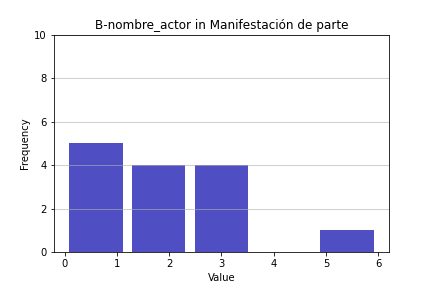 B-nombre_actor in Manifestación de parte
10
8
6
4
2
0
Frequency
0 1 2 3 4 5 6
Value